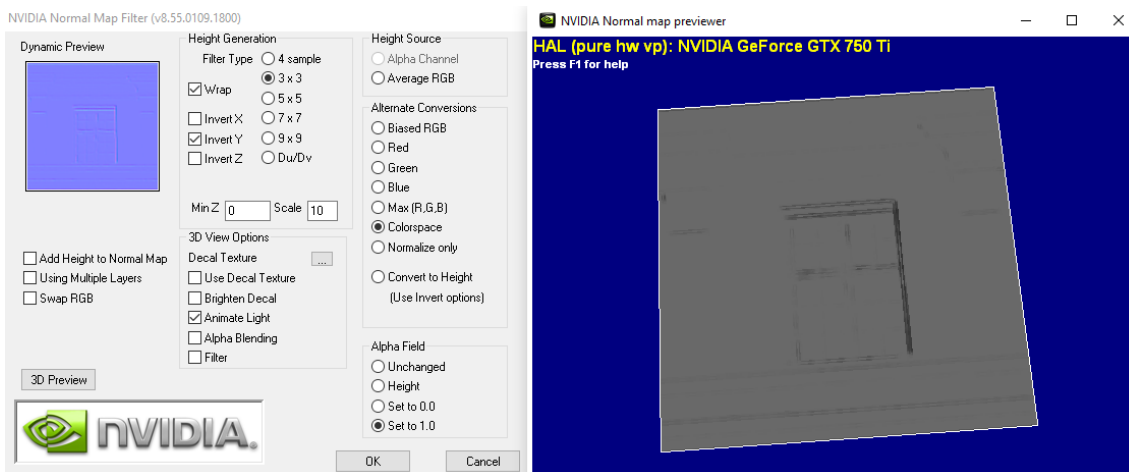 NVIDIA Normal Map Filter (v8.55.0109.1800)
Dynamic Preview
Add Height to Normal Map
Using Multiple Layers
Swap RGB
3D Preview
nVIDIA.
Height Generation
Filter Type
4 sample
3 x 3
5 x 5
7 x 7
9 x 9
Du/Dv
Wrap
Invert X
Invert Y
Invert Z
Min Z 0 Scale 10
3D View Options
Decal Texture ...
Use Decal Texture
Brighten Decal
Animate Light
Alpha Blending
Filter
Height Source
Alpha Channel
Average RGB
Alternate Conversions
Biased RGB
Red
Green
Blue
Max (R,G,B)
Colorspace
Normalize only
Convert to Height
(Use Invert options)
Alpha Field
Unchanged
Height
Set to 0.0
Set to 1.0
OK
Cancel
NVIDIA Normal map previewer
HAL (pure hw vp): NVIDIA GeForce GTX 750 Ti
Press F1 for help